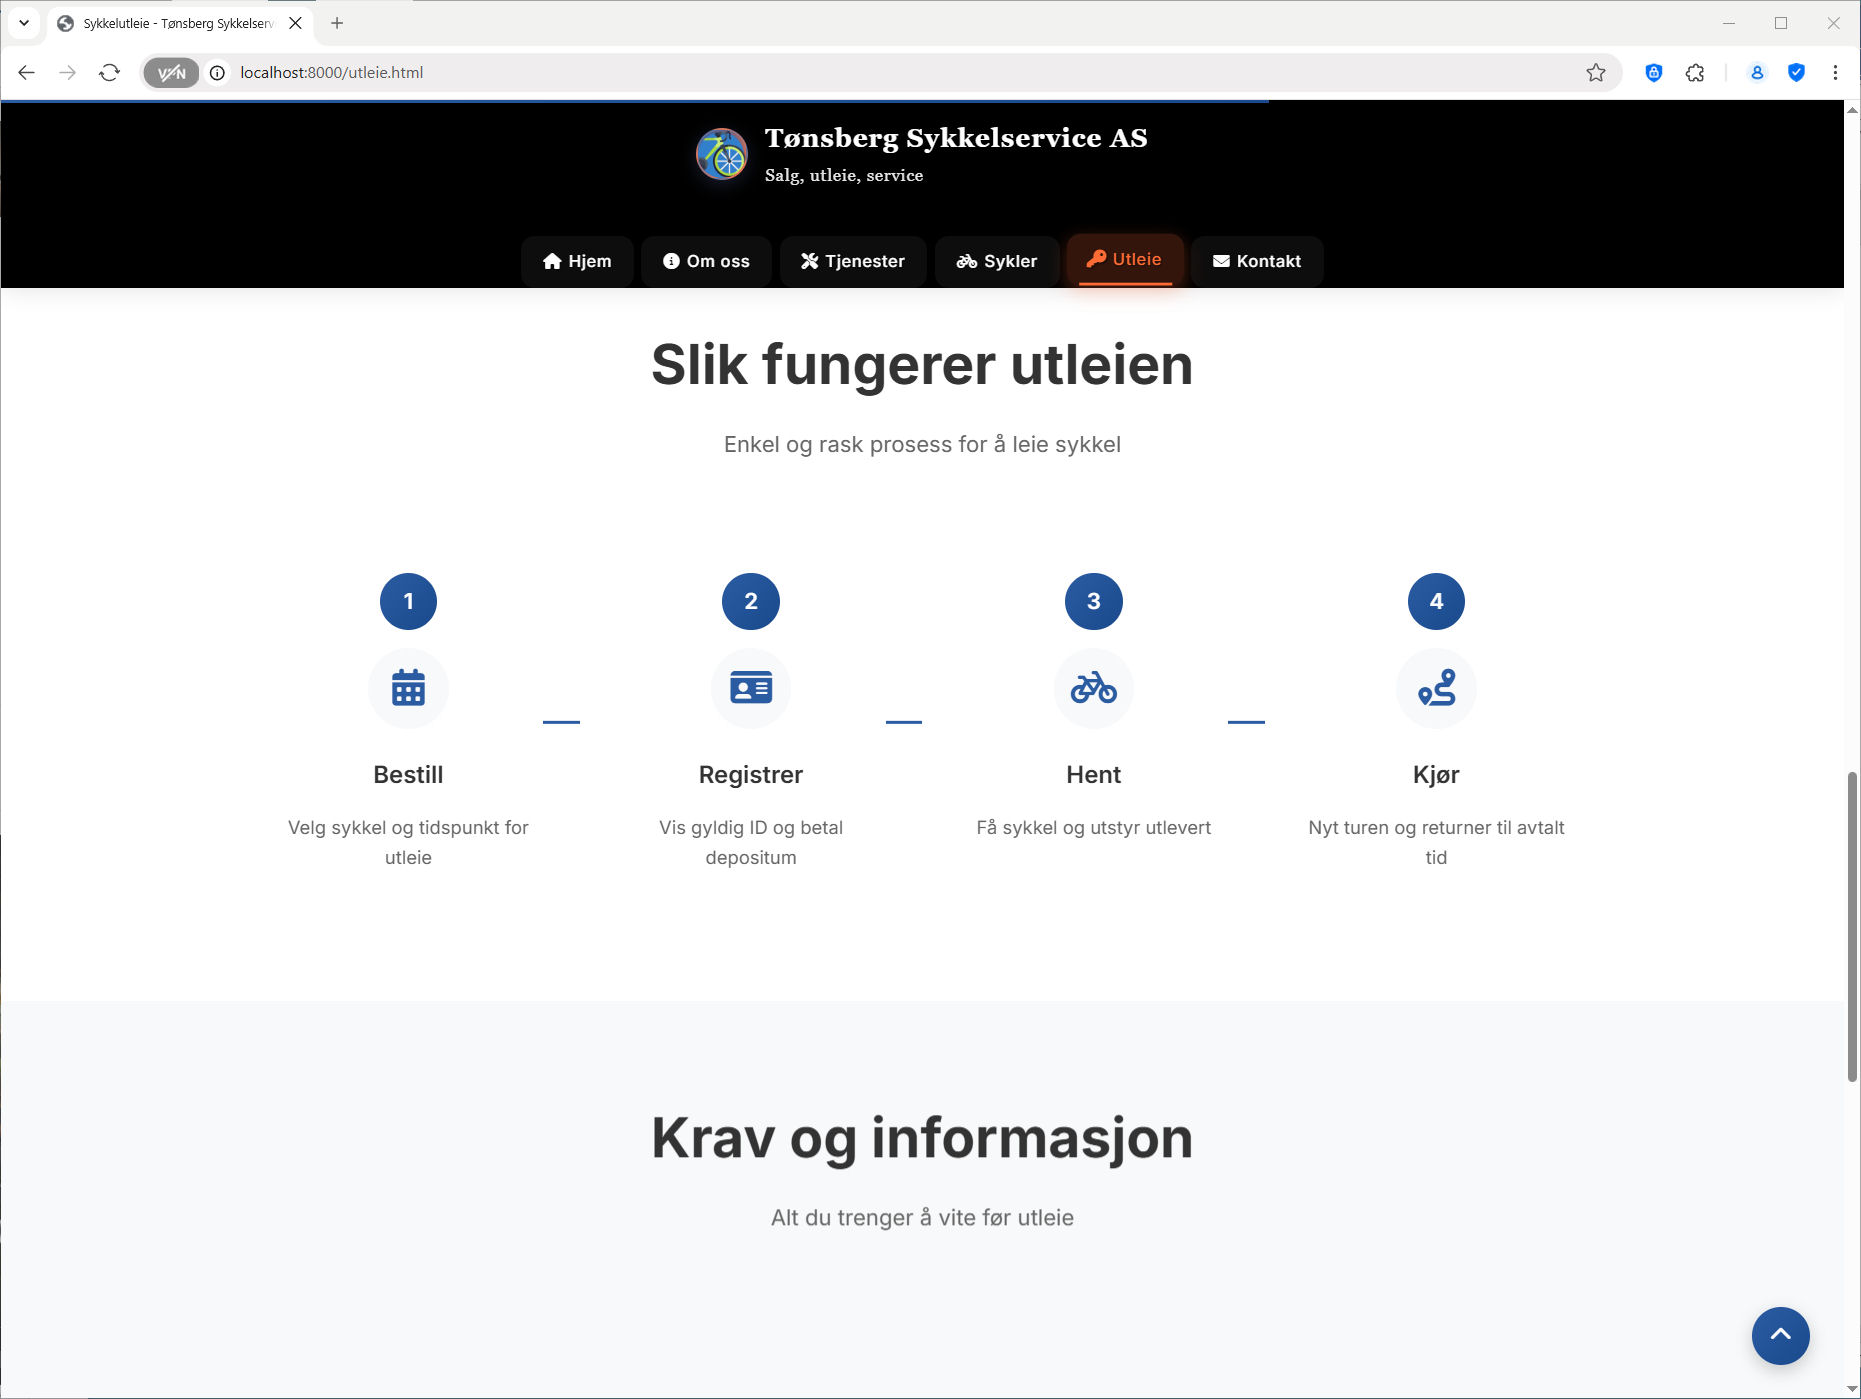 Sykkelutleie - Tønsberg Sykkelserv
VPN
localhost:8000/utleie.html
Tønsberg Sykkelservice AS
Salg, utleie, service
Hjem
Om oss
Tjenester
Sykler
Utleie
Kontakt
Slik fungerer utleien
Enkel og rask prosess for å leie sykkel
1
2
3
4
Bestill
Registrer
Hent
Kjør
Velg sykkel og tidspunkt for
utleie
Vis gyldig ID og betal
depositum
Få sykkel og utstyr utlevert
Nyt turen og returner til avtalt
tid
Krav og informasjon
Alt du trenger å vite før utleie